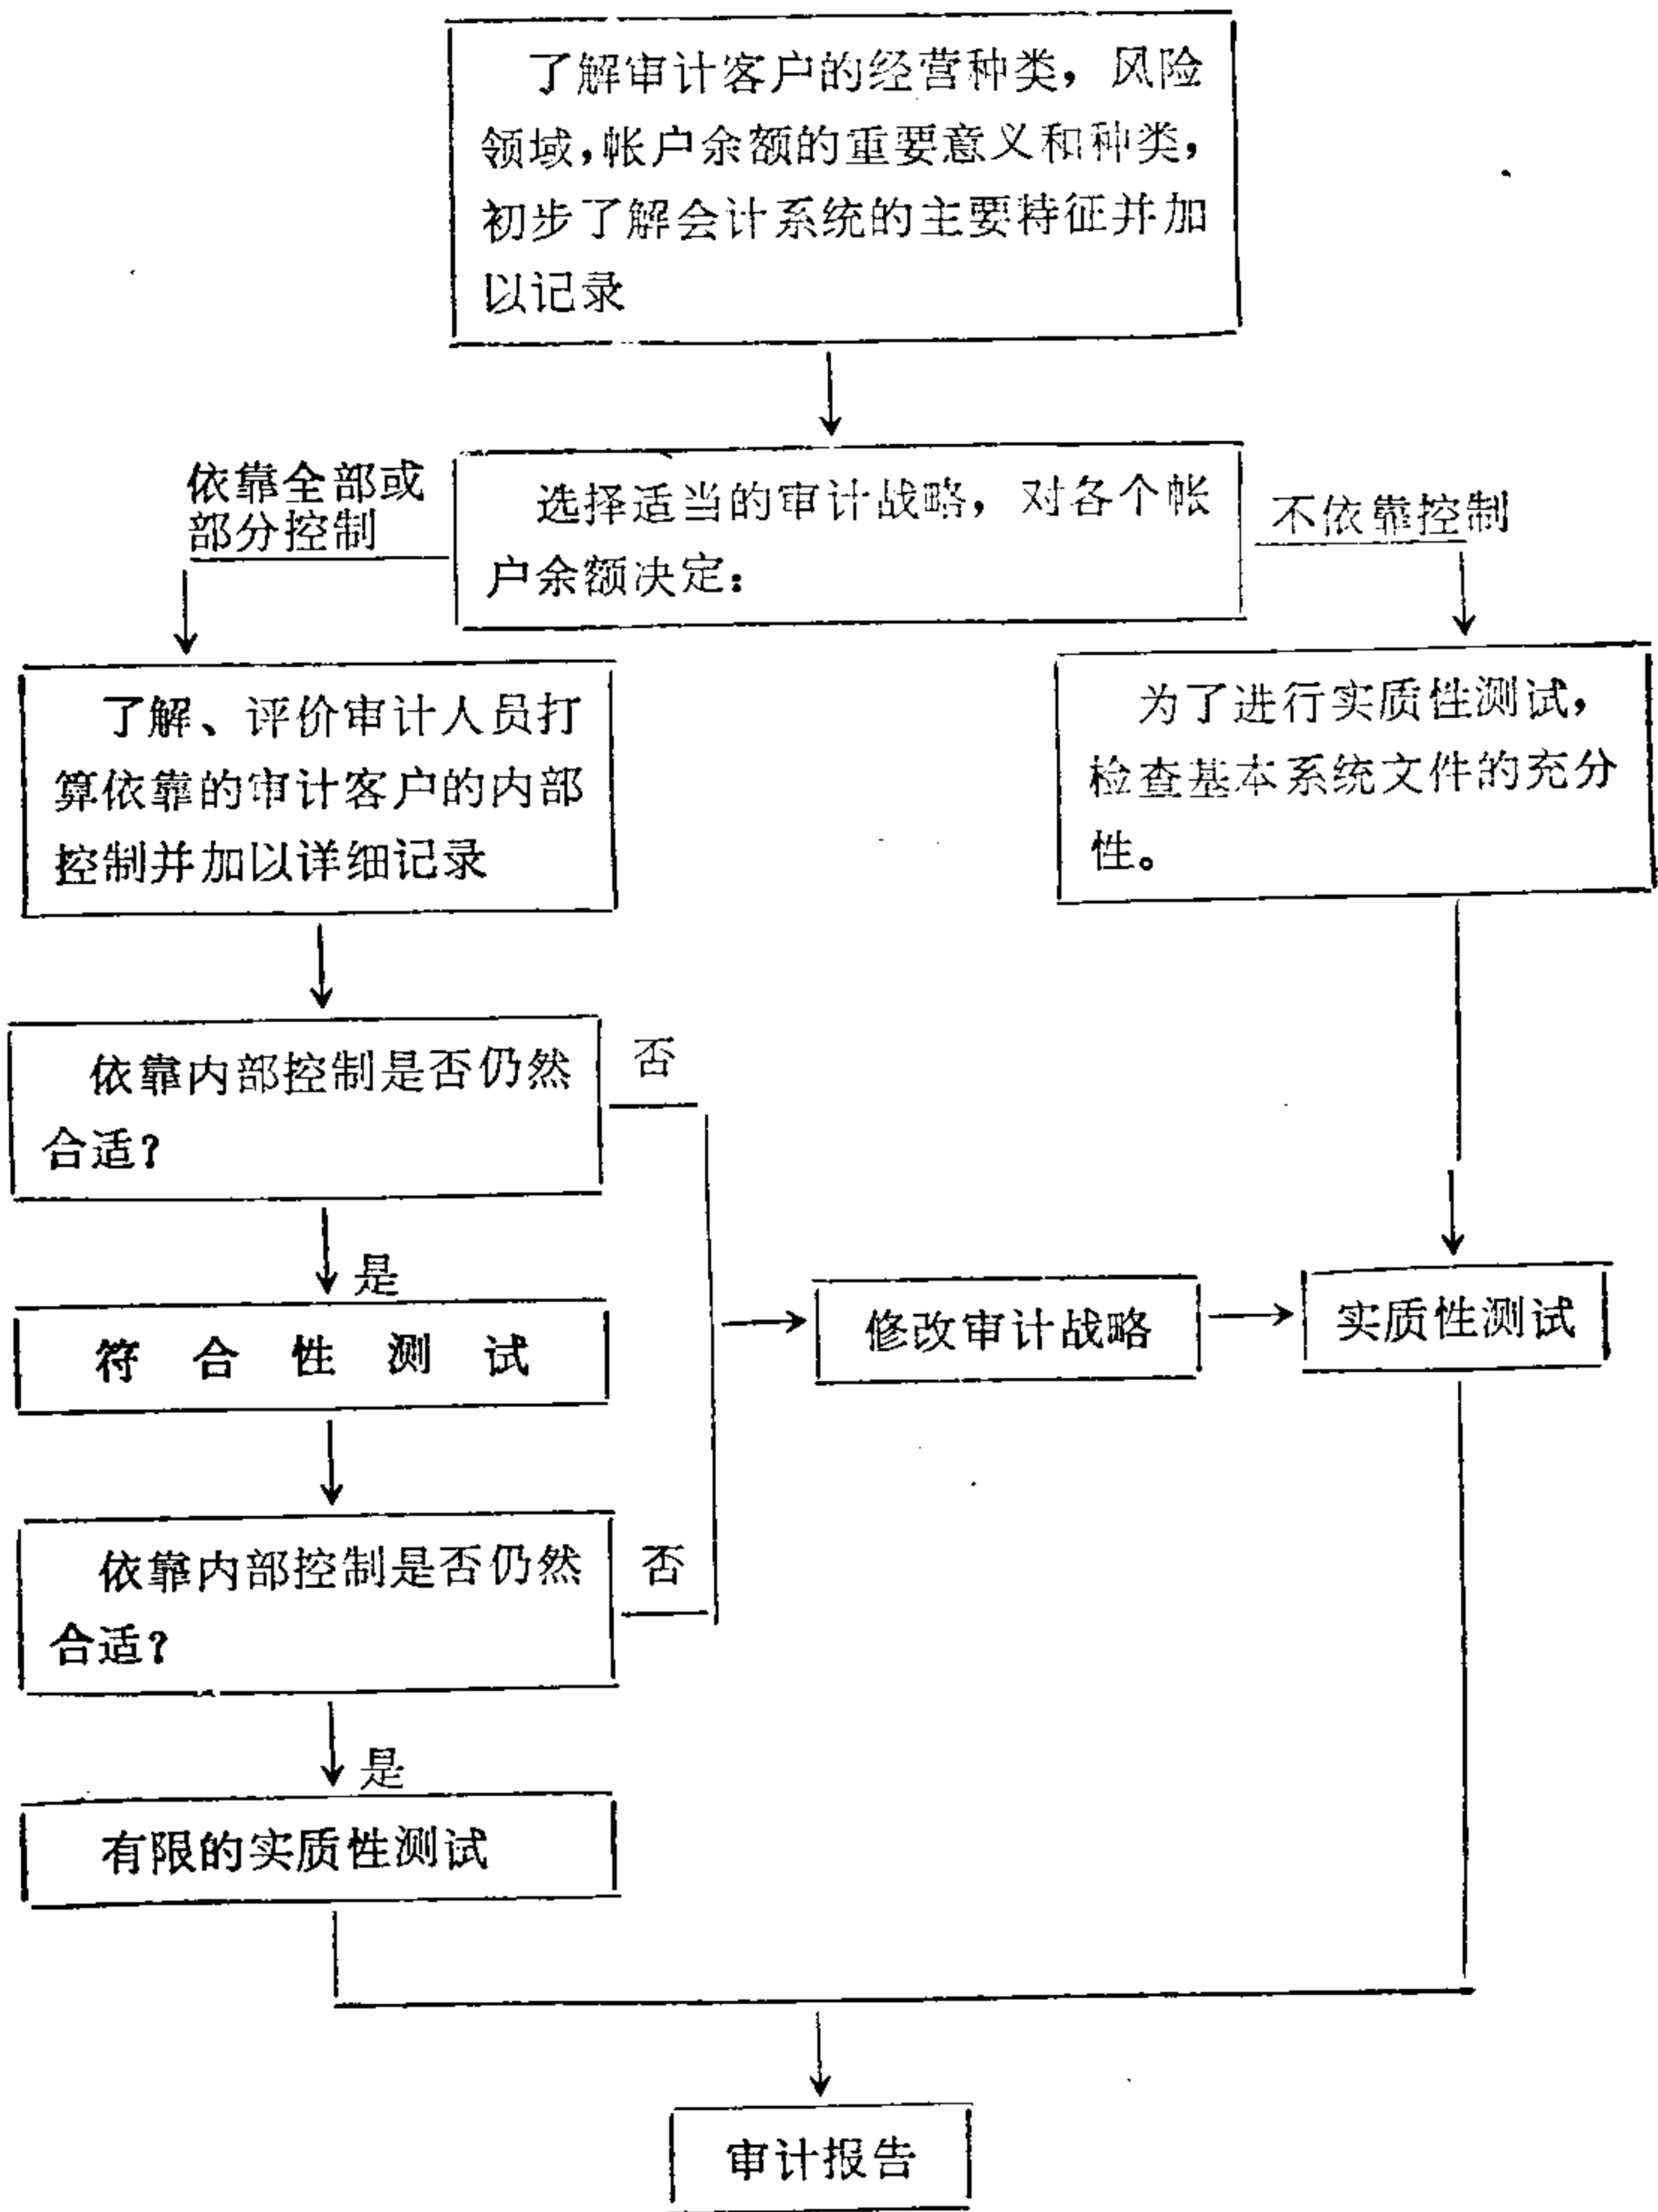 了解审计客户的经营种类，风险
领域，帐户余额的重要意义和种类，
初步了解会计系统的主要特征并加
以记录
依靠全部或
部分控制
选择适当的审计战略，对各个帐
户余额决定：
不依靠控制
了解、评价审计人员打
算依靠的审计客户的内部
控制并加以详细记录
为了进行实质性测试，
检查基本系统文件的充分
性。
依靠内部控制是否仍然
合适？
否
是
符合性测试
修改审计战略
实质性测试
依靠内部控制是否仍然
合适？
否
是
有限的实质性测试
审计报告